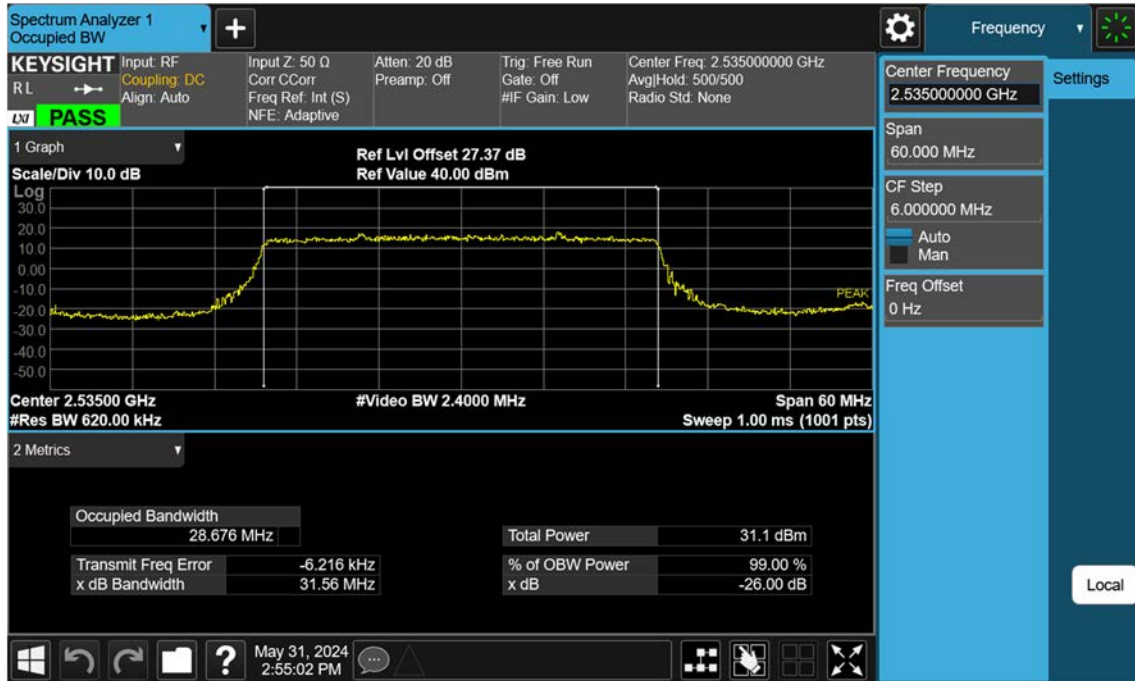 Spectrum Analyzer 1
Occupied BW
+
Frequency
KEYSIGHT
RL
LXI PASS
Input: RF
Coupling: DC
Align: Auto
Input Z: 50 Ω
Corr CCorr
Freq Ref: Int (S)
NFE: Adaptive
Atten: 20 dB
Preamp: Off
Trig: Free Run
Gate: Off
#IF Gain: Low
Center Freq: 2.535000000 GHz
Avg|Hold: 500/500
Radio Std: None
1 Graph
Scale/Div 10.0 dB
Ref Lvl Offset 27.37 dB
Ref Value 40.00 dBm
Log
30.0
20.0
10.0
0.00
-10.0
-20.0
-30.0
-40.0
-50.0
PEAK
Center 2.53500 GHz
#Video BW 2.4000 MHz
Span 60 MHz
#Res BW 620.00 kHz
Sweep 1.00 ms (1001 pts)
2 Metrics
Occupied Bandwidth
28.676 MHz
Total Power 31.1 dBm
Transmit Freq Error -6.216 kHz
% of OBW Power 99.00 %
x dB Bandwidth 31.56 MHz
x dB -26.00 dB
?
May 31, 2024
2:55:02 PM
Center Frequency
2.535000000 GHz
Span
60.000 MHz
CF Step
6.000000 MHz
Auto
Man
Freq Offset
0 Hz
Settings
Local